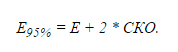 E95% = E + 2 * СКО.